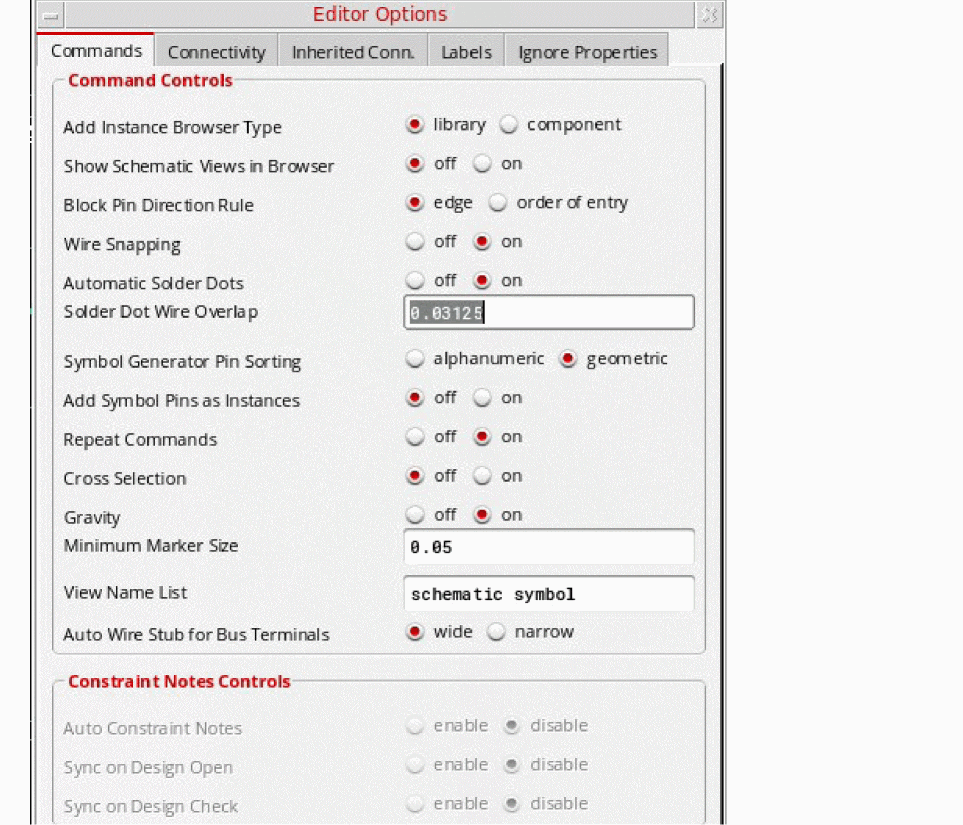 Editor Options
Commands Connectivity Inherited Conn. Labels Ignore Properties
Command Controls
Add Instance Browser Type library component
Show Schematic Views in Browser off on
Block Pin Direction Rule edge order of entry
Wire Snapping off on
Automatic Solder Dots off on
Solder Dot Wire Overlap 0.03125
Symbol Generator Pin Sorting alphanumeric geometric
Add Symbol Pins as Instances off on
Repeat Commands off on
Cross Selection off on
Gravity off on
Minimum Marker Size 0.05
View Name List schematic symbol
Auto Wire Stub for Bus Terminals wide narrow
Constraint Notes Controls
Auto Constraint Notes enable disable
Sync on Design Open enable disable
Sync on Design Check enable disable